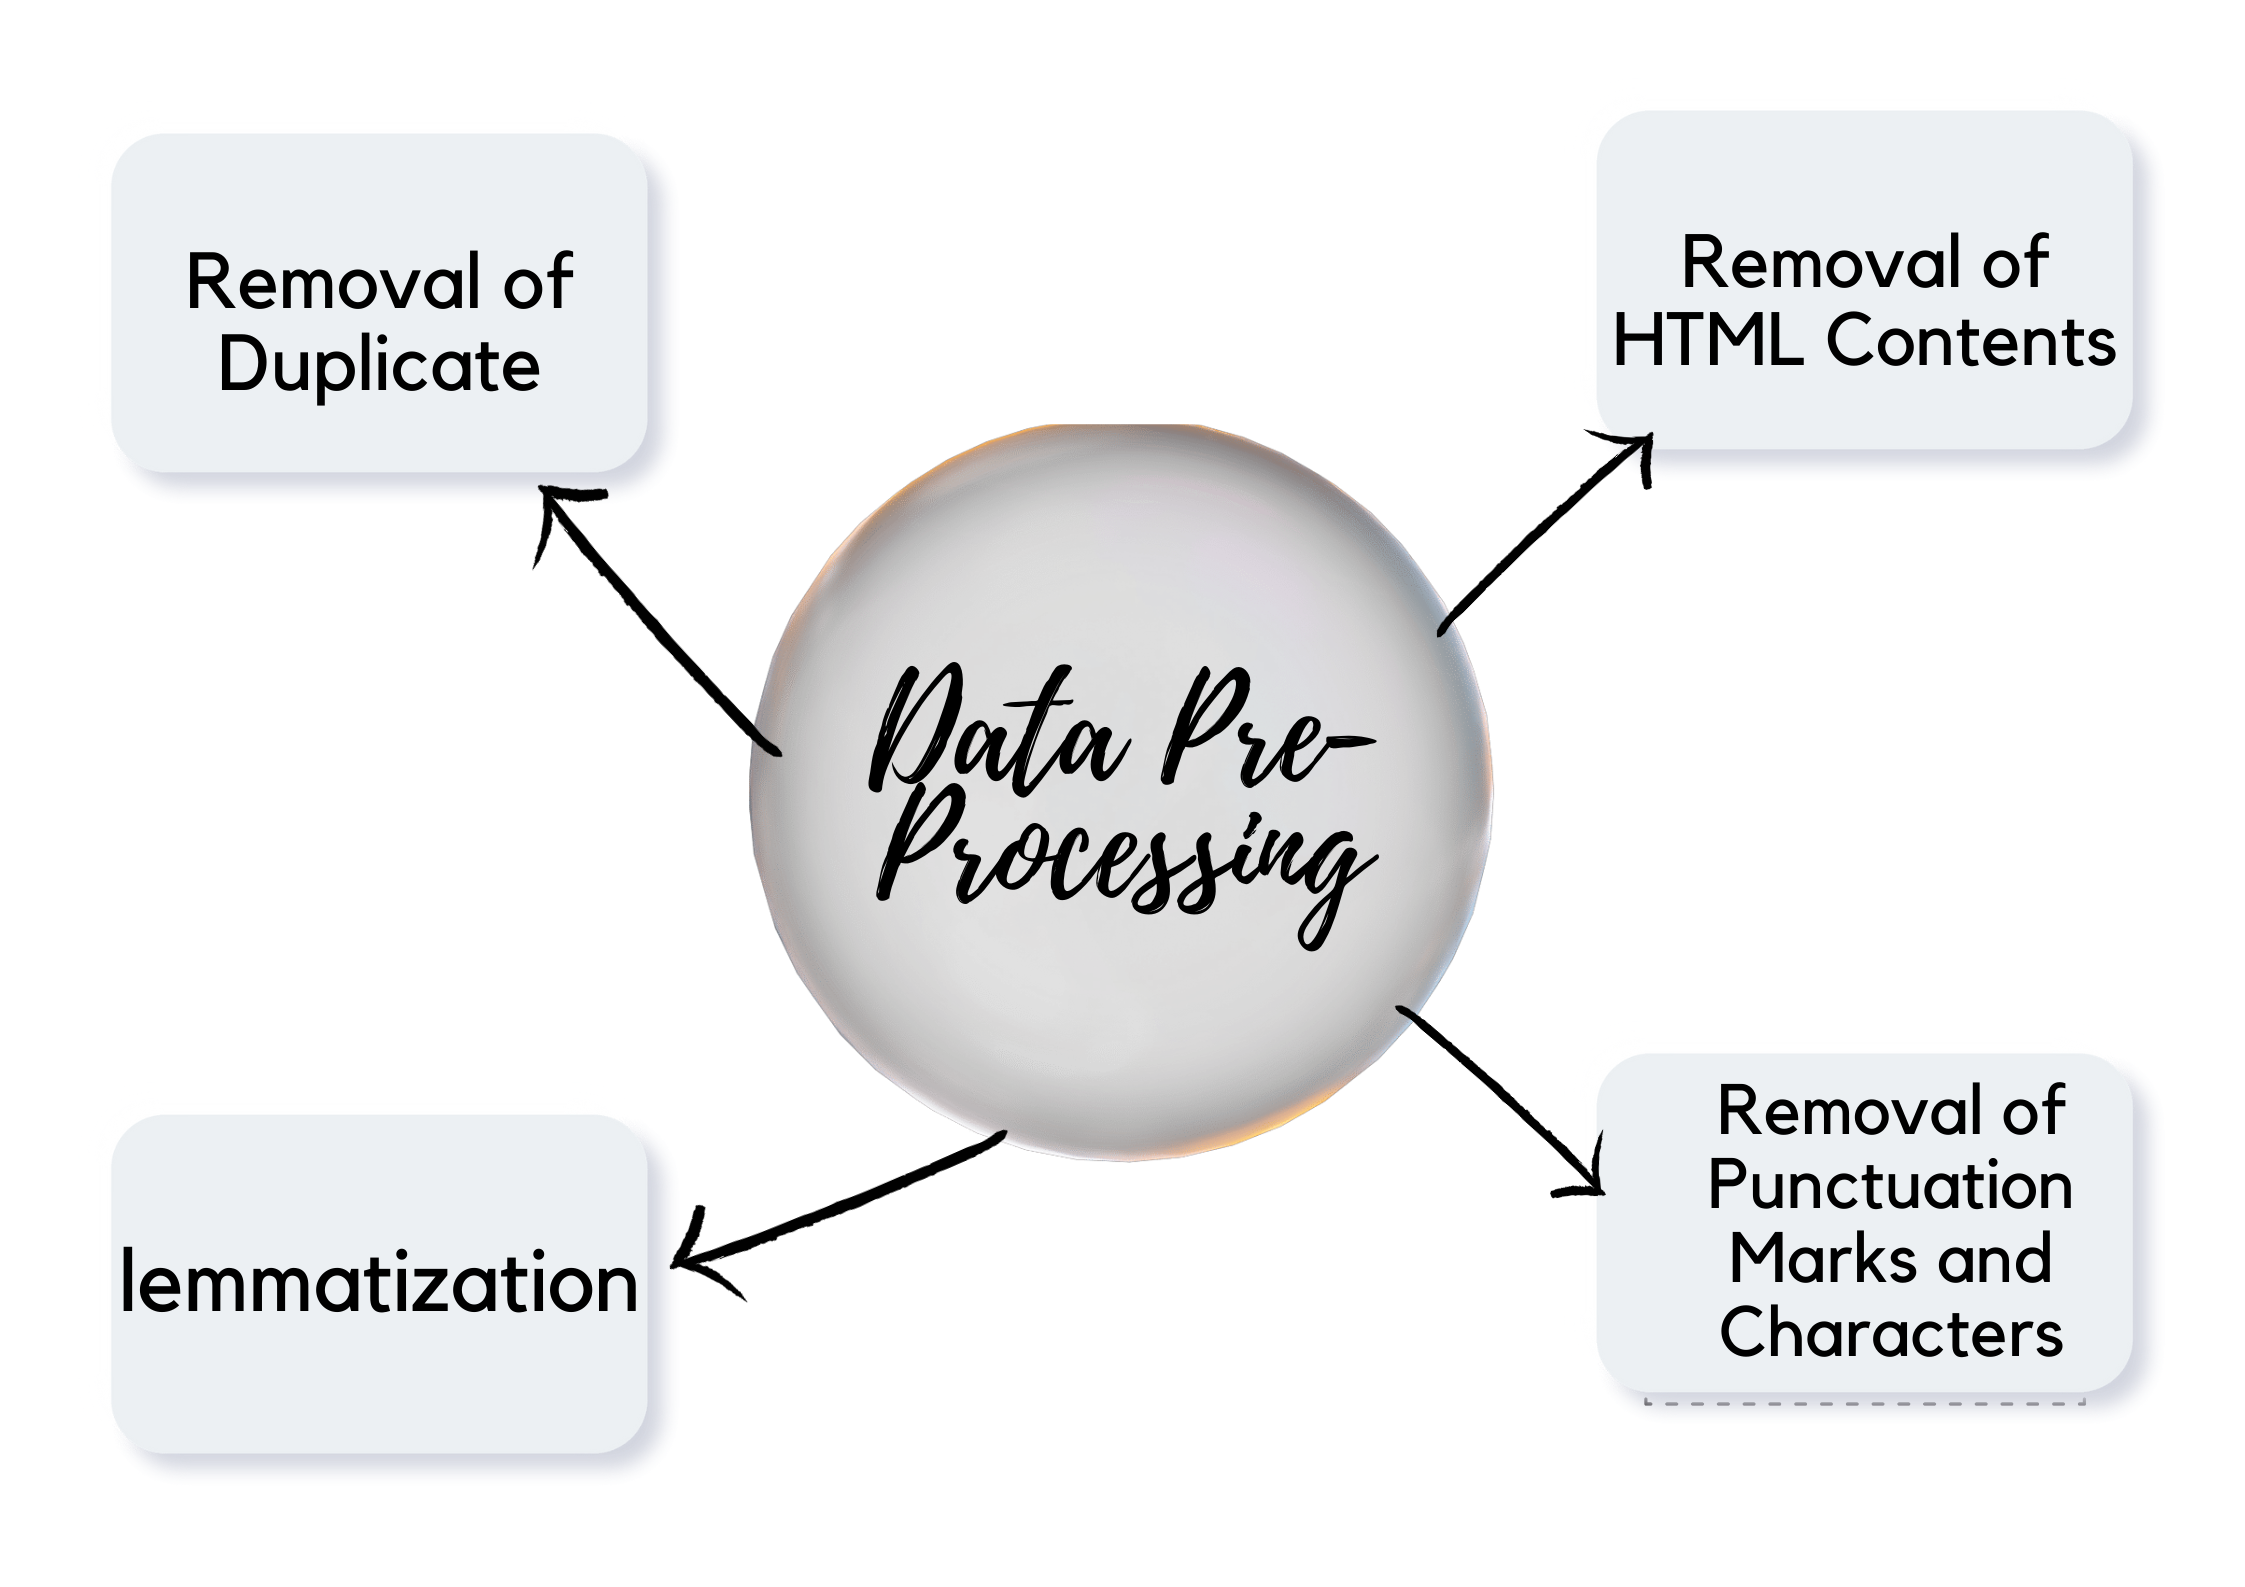 Removal of
Duplicate
Removal of
HTML Contents
Data Pre-
Processing
lemmatization
Removal of
Punctuation
Marks and
Characters